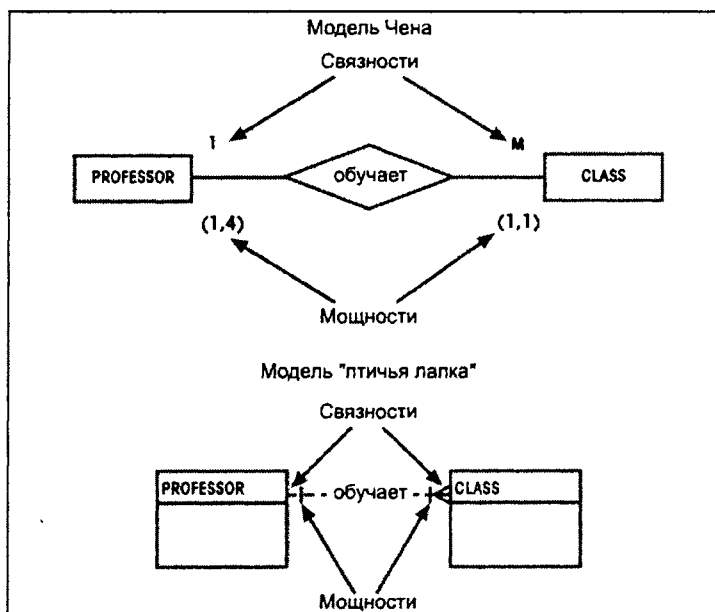 Модель Чена
Связности
1 M
PROFESSOR обучает CLASS
(1,4) (1,1)
Мощности
Модель "птичья лапка"
Связности
PROFESSOR обучает CLASS
Мощности